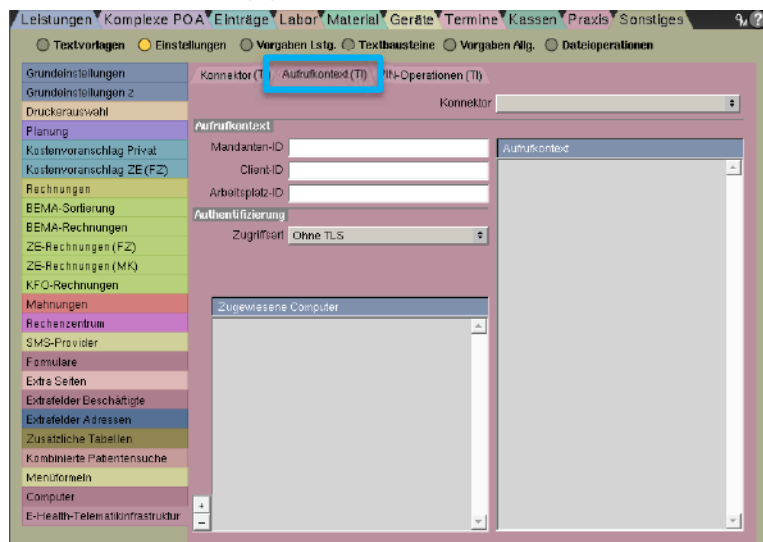 Leistungen Komplexe POA Einträge Labor Material Geräte Termine Kassen Praxis Sonstiges ?
Textvorlagen Einstellungen Vorgaben Lstg. Textbausteine Vorgaben Allg. Dateioperationen
Grundeinstellungen
Grundeinstellungen 2
Druckerauswahl
Planung
Kostenvoranschlag Privat
Kostenvoranschlag ZE (FZ)
Rechnungen
BEMA-Sortierung
BEMA-Rechnungen
ZE-Rechnungen (FZ)
ZE-Rechnungen (MK)
KFO-Rechnungen
Mahnungen
Rechenzentrum
SMS-Provider
Formulare
Extra Seiten
Extrafelder Beschäftigte
Extrafelder Adressen
Zusätzliche Tabellen
Kombinierte Patientensuche
Menüformeln
Computer
E-Health-Telematikinfrastruktur
Konnektor (TI) Aufrufkontext (TI) PIN-Operationen (TI)
Konnektor
Aufrufkontext
Mandanten-ID
Client-ID
Arbeitsplatz-ID
Authentifizierung
Zugriffsart Ohne TLS
Zugewiesene Computer
+
–
Aufrufkontext